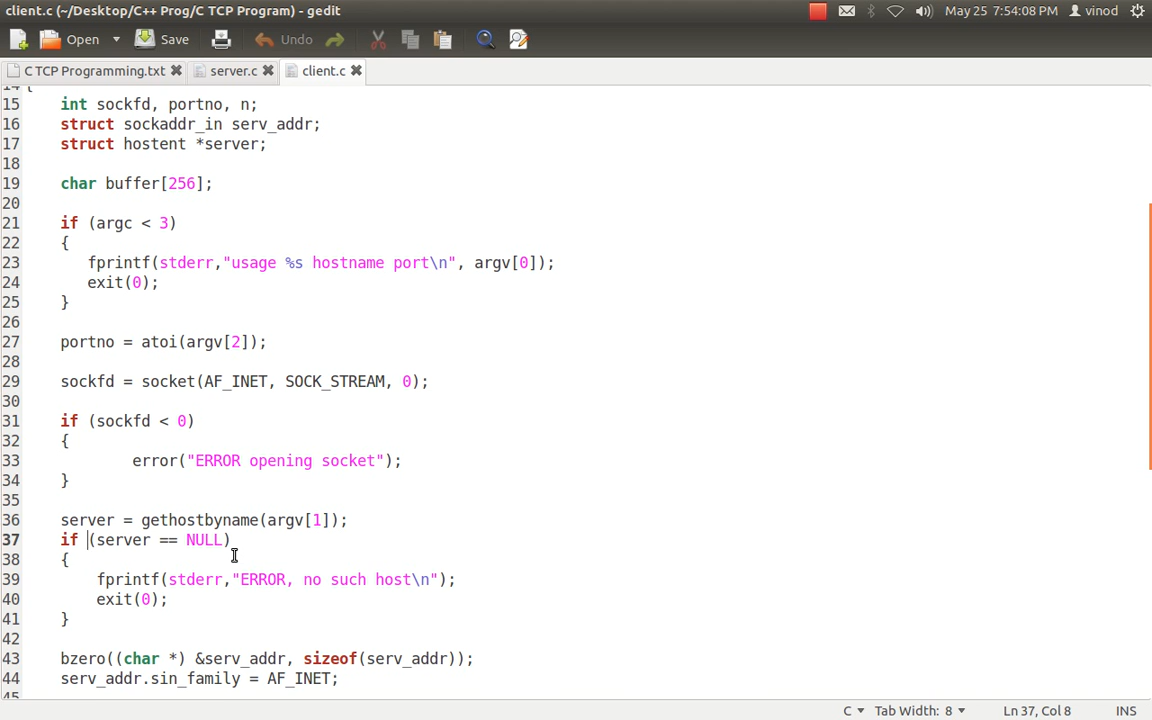 client.c (~/Desktop/C++ Prog/C TCP Program) - gedit
May 25 7:54:08 PM vinod
Open Save Undo
C TCP Programming.txt server.c client.c
14 {
15 int sockfd, portno, n;
16 struct sockaddr_in serv_addr;
17 struct hostent *server;
18
19 char buffer[256];
20
21 if (argc < 3)
22 {
23 fprintf(stderr,"usage %s hostname port\n", argv[0]);
24 exit(0);
25 }
26
27 portno = atoi(argv[2]);
28
29 sockfd = socket(AF_INET, SOCK_STREAM, 0);
30
31 if (sockfd < 0)
32 {
33 error("ERROR opening socket");
34 }
35
36 server = gethostbyname(argv[1]);
37 if (server == NULL)
38 {
39 fprintf(stderr,"ERROR, no such host\n");
40 exit(0);
41 }
42
43 bzero((char *) &serv_addr, sizeof(serv_addr));
44 serv_addr.sin_family = AF_INET;
45
C Tab Width: 8 Ln 37, Col 8 INS